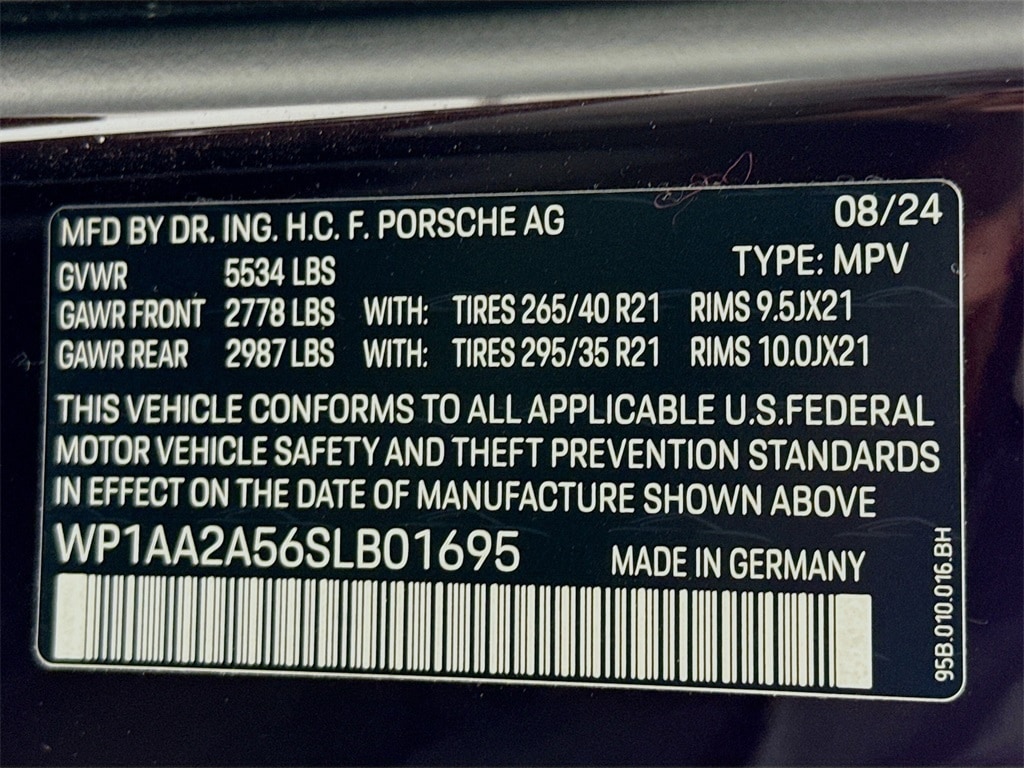 MFD BY DR. ING. H.C. F. PORSCHE AG 08/24
TYPE: MPV
GVWR 5534 LBS
GAWR FRONT 2778 LBS WITH: TIRES 265/40 R21 RIMS 9.5JX21
GAWR REAR 2987 LBS WITH: TIRES 295/35 R21 RIMS 10.0JX21
THIS VEHICLE CONFORMS TO ALL APPLICABLE U.S.FEDERAL
MOTOR VEHICLE SAFETY AND THEFT PREVENTION STANDARDS
IN EFFECT ON THE DATE OF MANUFACTURE SHOWN ABOVE
WP1AA2A56SLB01695 MADE IN GERMANY
95B.010.016.BH